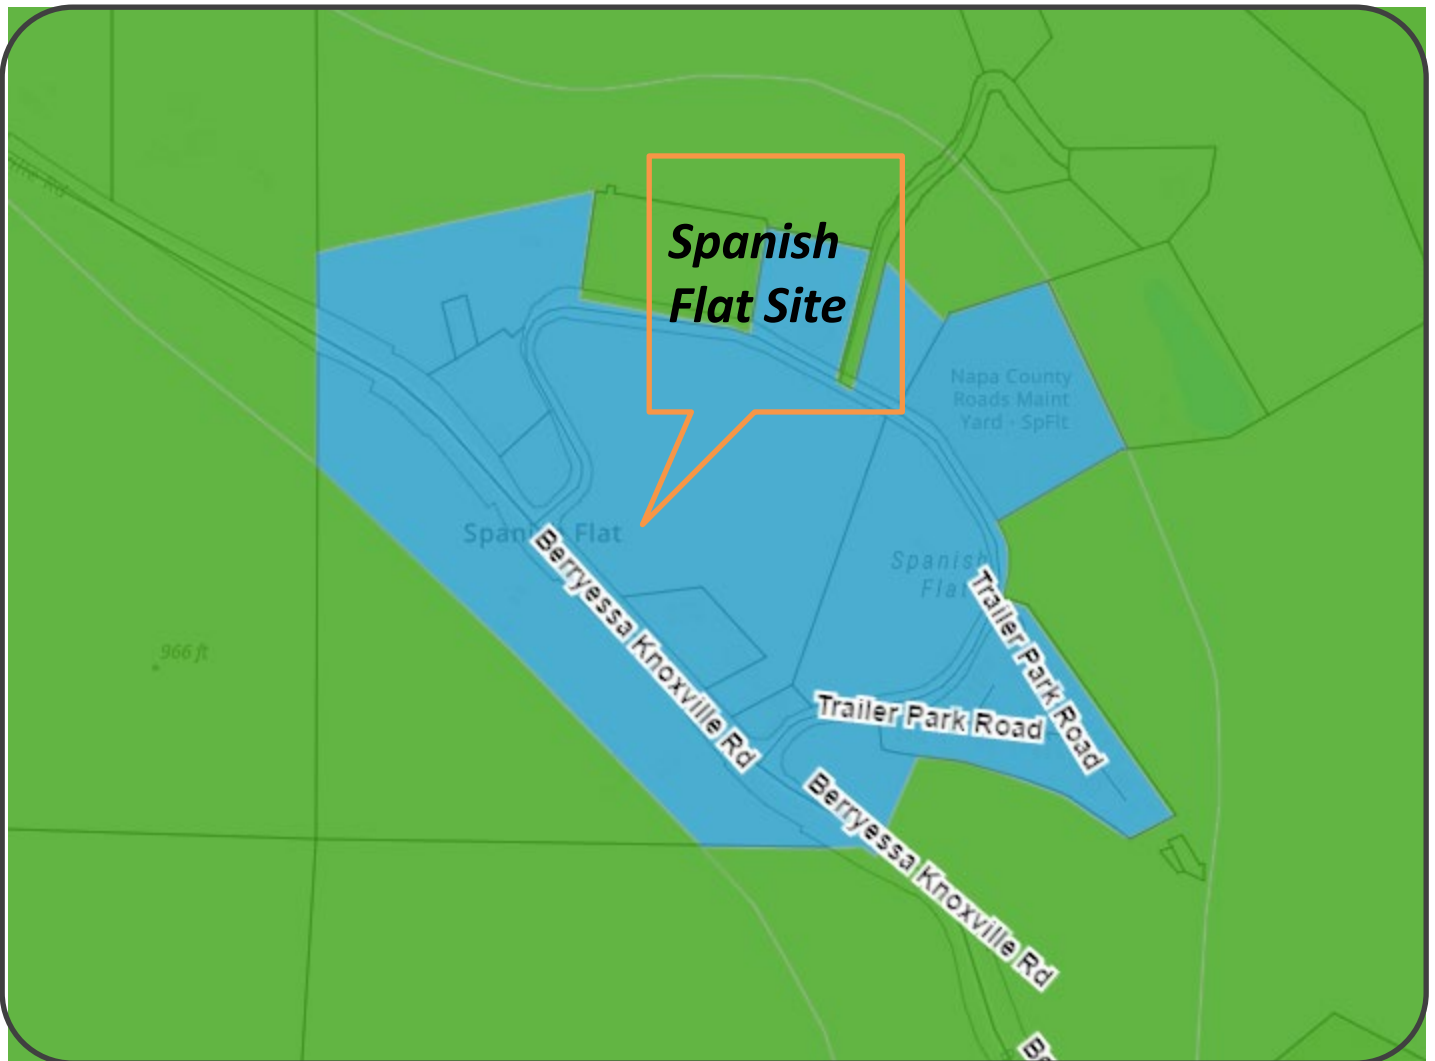 Spanish
Flat Site
Napa County
Roads Maint
Yard - SpFlt
Spanish Flat
Spanish
Flat
Berryessa Knoxville Rd
Trailer Park Road
Trailer Park Road
966 ft
Berryessa Knoxville Rd
Be